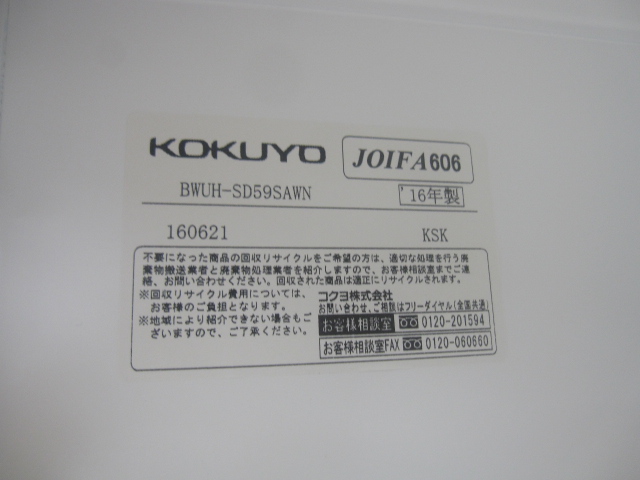 KOKUYO JOIFA606
BWUH-SD59SAWN '16年製
160621 KSK
不要になった商品の回収リサイクルをご希望の方は、適切な処理を行う廃
棄物搬送業者と廃棄物処理業者を紹介しますので、お客様相談室までご連
絡、お問い合わせください。回収された商品は適正にリサイクルされます。
※回収リサイクル費用については、
お客様のご負担となります。
※地域により紹介できない場合もご
ざいますので、ご了承ください。
コクヨ株式会社
お問い合わせ、ご相談はフリーダイヤル(全国共通)
お客様相談室 0120-201594
お客様相談室FAX 0120-060660